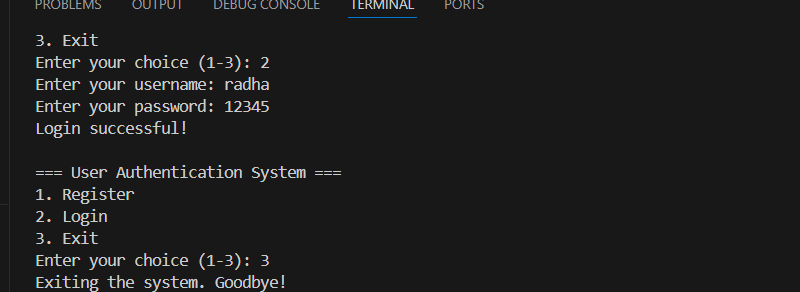 PROBLEMS OUTPUT DEBUG CONSOLE TERMINAL PORTS
3. Exit
Enter your choice (1-3): 2
Enter your username: radha
Enter your password: 12345
Login successful!
=== User Authentication System ===
1. Register
2. Login
3. Exit
Enter your choice (1-3): 3
Exiting the system. Goodbye!